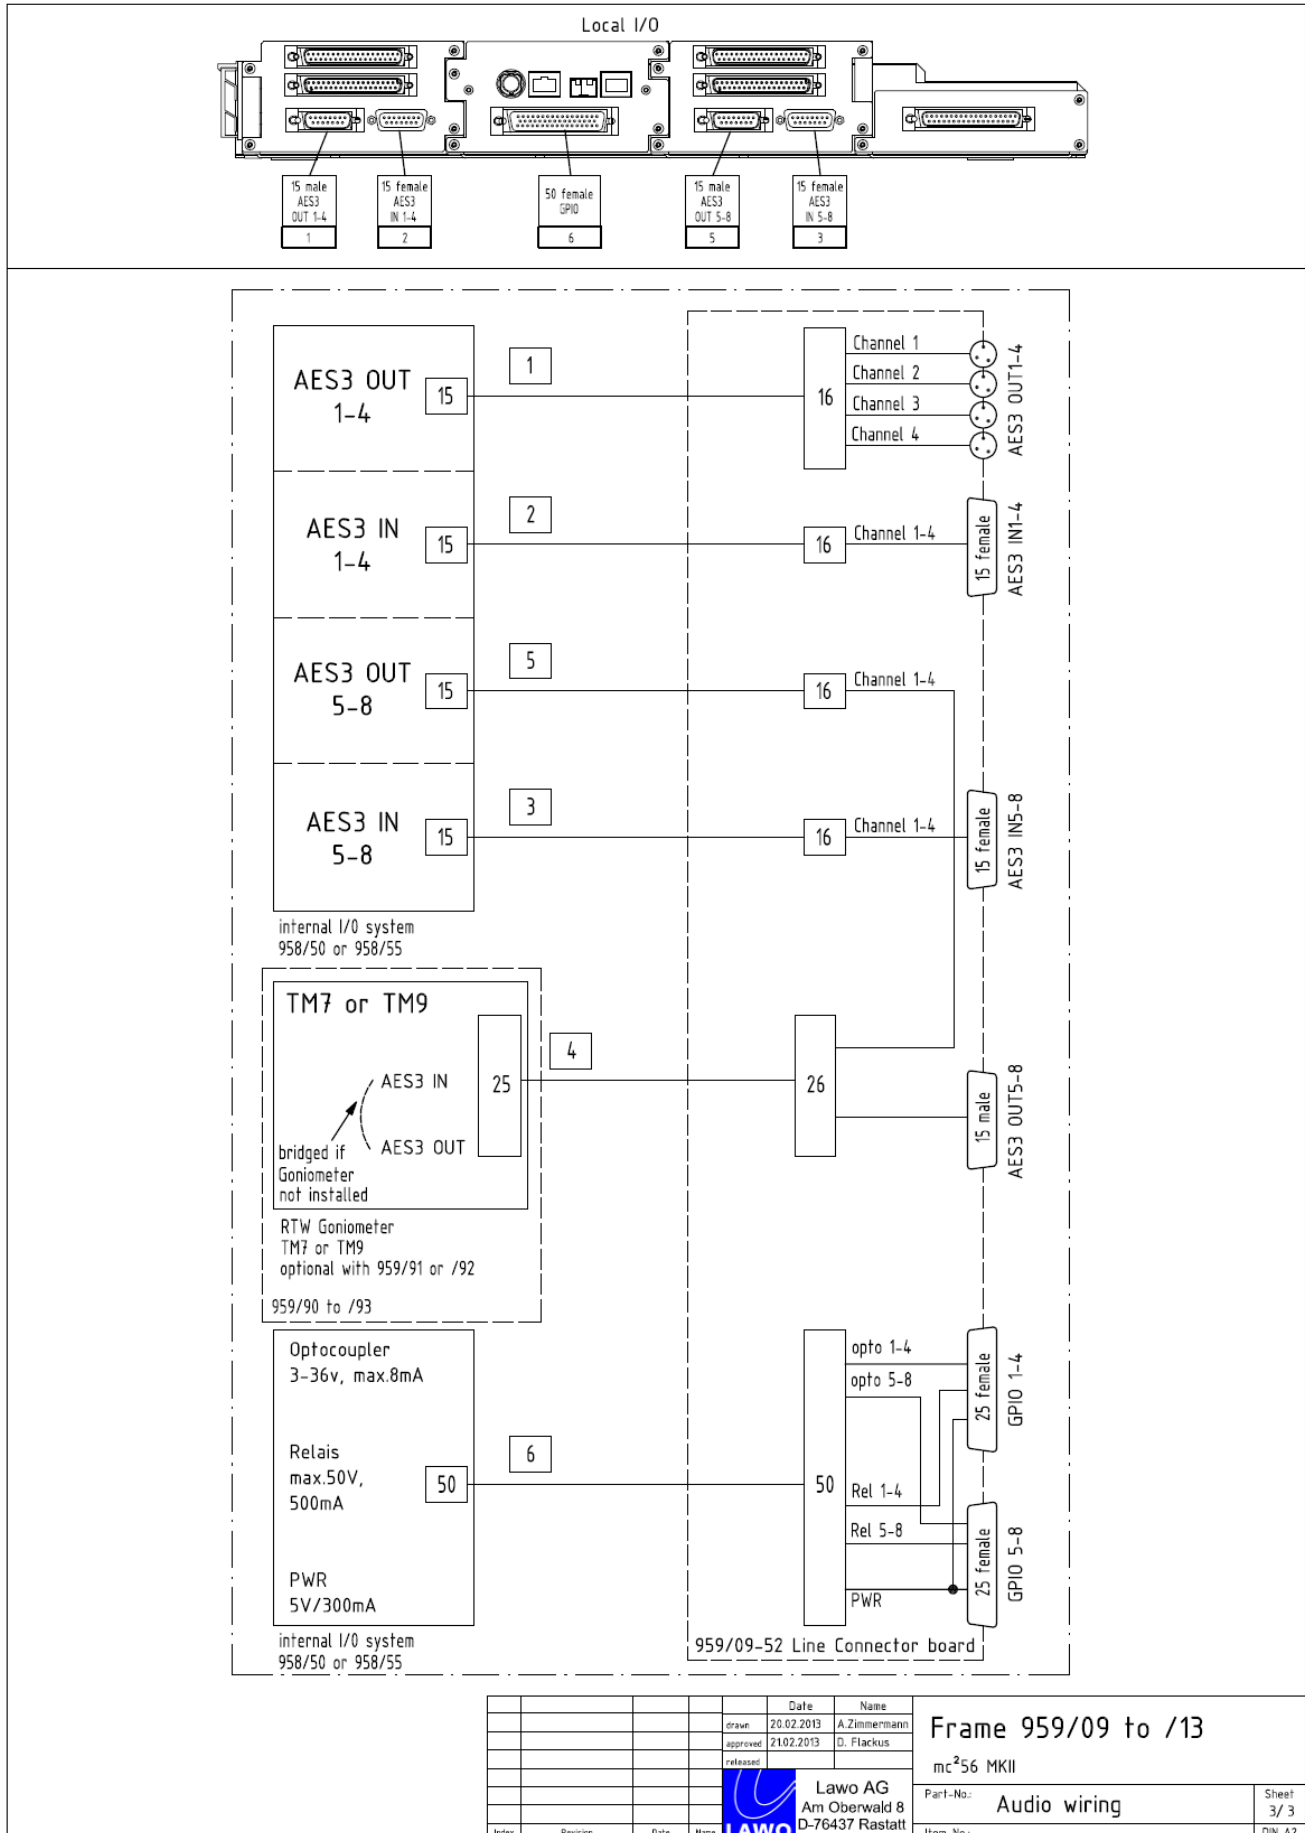 Local I/O
15 male
AES3
OUT 1-4
1
15 female
AES3
IN 1-4
2
50 female
GPIO
6
15 male
AES3
OUT 5-8
5
15 female
AES3
IN 5-8
3
AES3 OUT
1-4
15
1
16
Channel 1
Channel 2
Channel 3
Channel 4
AES3 OUT1-4
AES3 IN
1-4
15
2
16
Channel 1-4
15 female
AES3 IN1-4
AES3 OUT
5-8
15
5
16
Channel 1-4
AES3 IN
5-8
15
3
16
Channel 1-4
15 female
AES3 IN5-8
internal I/O system
958/50 or 958/55
TM7 or TM9
AES3 IN
AES3 OUT
25
4
26
15 male
AES3 OUT5-8
bridged if
Goniometer
not installed
RTW Goniometer
TM7 or TM9
optional with 959/91 or /92
959/90 to /93
Optocoupler
3-36v, max.8mA
Relais
max.50V,
500mA
50
6
50
PWR
5V/300mA
opto 1-4
opto 5-8
Rel 1-4
Rel 5-8
PWR
25 female
GPIO 1-4
25 female
GPIO 5-8
internal I/O system
958/50 or 958/55
959/09-52 Line Connector board
Date Name
drawn 20.02.2013 A.Zimmermann
approved 21.02.2013 D. Flackus
released
Frame 959/09 to /13
mc²56 MKII
Lawo AG
Am Oberwald 8
D-76437 Rastatt
LAWO
Part-No.: Audio wiring
Sheet
3/ 3
Index Revision Date Name
Item No.:
DIN A2